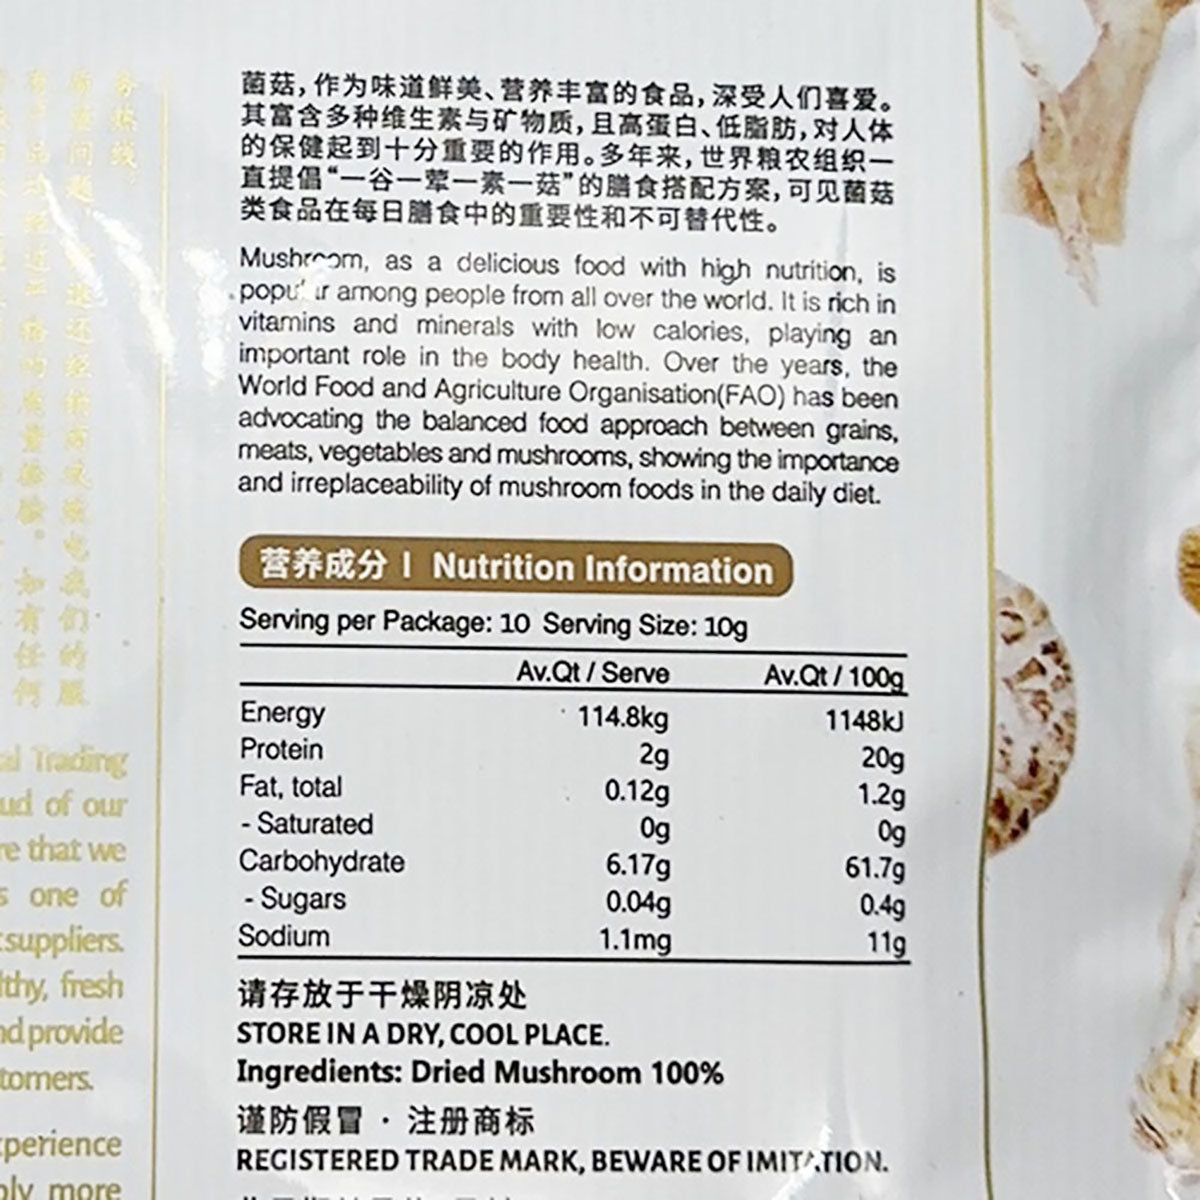 菌菇,作为味道鲜美、营养丰富的食品,深受人们喜爱。
其富含多种维生素与矿物质,且高蛋白、低脂肪,对人体
的保健起到十分重要的作用。多年来,世界粮农组织一
直提倡“一谷一荤一素一菇”的膳食搭配方案,可见菌菇
类食品在每日膳食中的重要性和不可替代性。
Mushroom, as a delicious food with high nutrition, is
popular among people from all over the world. It is rich in
vitamins and minerals with low calories, playing an
important role in the body health. Over the years, the
World Food and Agriculture Organisation(FAO) has been
advocating the balanced food approach between grains,
meats, vegetables and mushrooms, showing the importance
and irreplaceability of mushroom foods in the daily diet.
营养成分 | Nutrition Information
Serving per Package: 10 Serving Size: 10g
Av.Qt / Serve Av.Qt / 100g
Energy 114.8kg 1148kJ
Protein 2g 20g
Fat, total 0.12g 1.2g
- Saturated 0g 0g
Carbohydrate 6.17g 61.7g
- Sugars 0.04g 0.4g
Sodium 1.1mg 11g
请存放于干燥阴凉处
STORE IN A DRY, COOL PLACE.
Ingredients: Dried Mushroom 100%
谨防假冒 · 注册商标
REGISTERED TRADE MARK, BEWARE OF IMITATION.
Trading
of our
that we
one of
suppliers.
fresh
provide
more